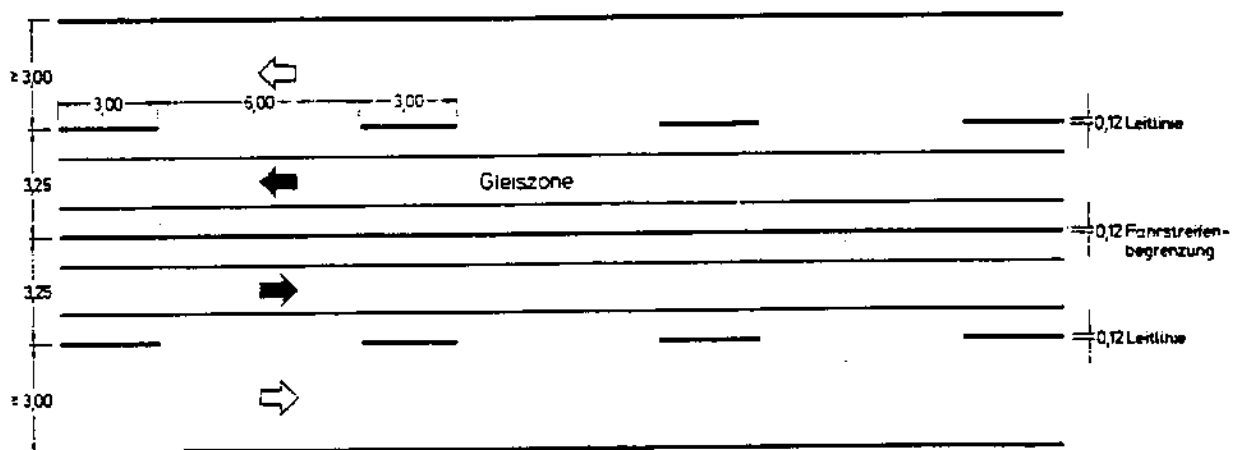 ≥ 3,00
3,00 6,00 3,00
0,12 Leitlinie
3,25
Gleiszone
0,12 Fahrstreifen-
begrenzung
3,25
0,12 Leitlinie
≥ 3,00